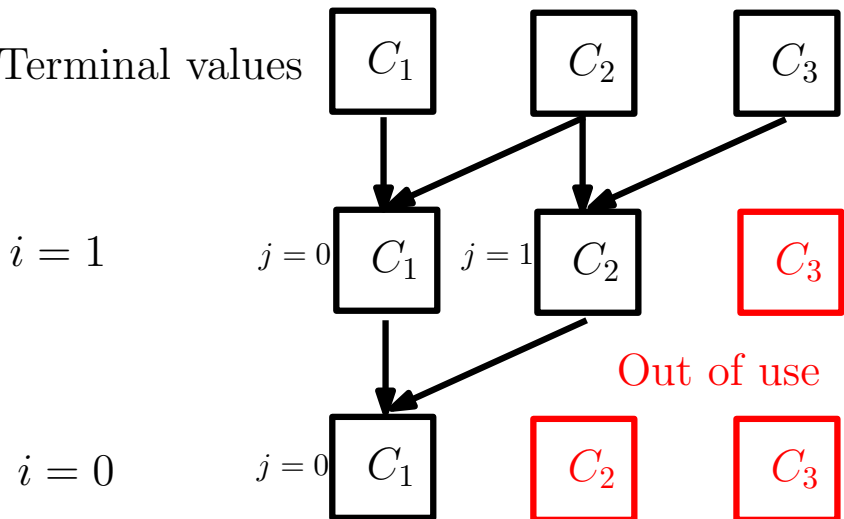 Terminal values C₁ C₂ C₃
i = 1 j = 0 C₁ j = 1 C₂ C₃
Out of use
i = 0 j = 0 C₁ C₂ C₃